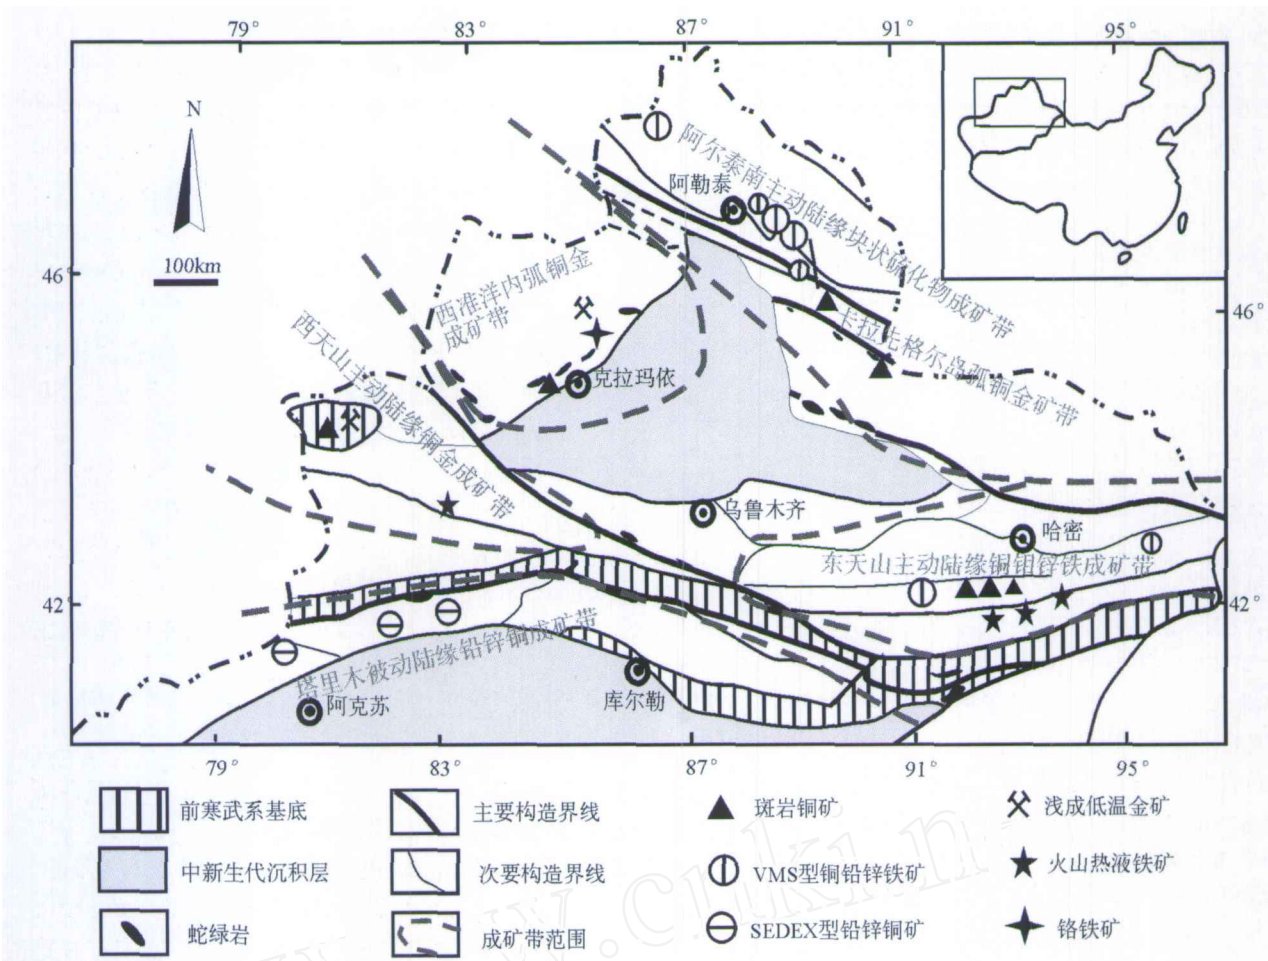 79°
83°
87°
91°
95°
N
100km
46°
46°
42°
42°
阿尔泰南主动陆缘块状硫化物成矿带
阿勒泰
西准洋内弧铜金
成矿带
卡拉先格尔岛弧铜金矿带
西天山主动陆缘铜金成矿带
克拉玛依
乌鲁木齐
哈密
东天山主动陆缘铜钼锌铁成矿带
塔里木被动陆缘铅锌铜成矿带
阿克苏
库尔勒
79°
83°
87°
91°
95°
前寒武系基底
主要构造界线
斑岩铜矿
浅成低温金矿
中新生代沉积层
次要构造界线
VMS型铜铅锌铁矿
火山热液铁矿
蛇绿岩
成矿带范围
SEDEX型铅锌铜矿
铬铁矿